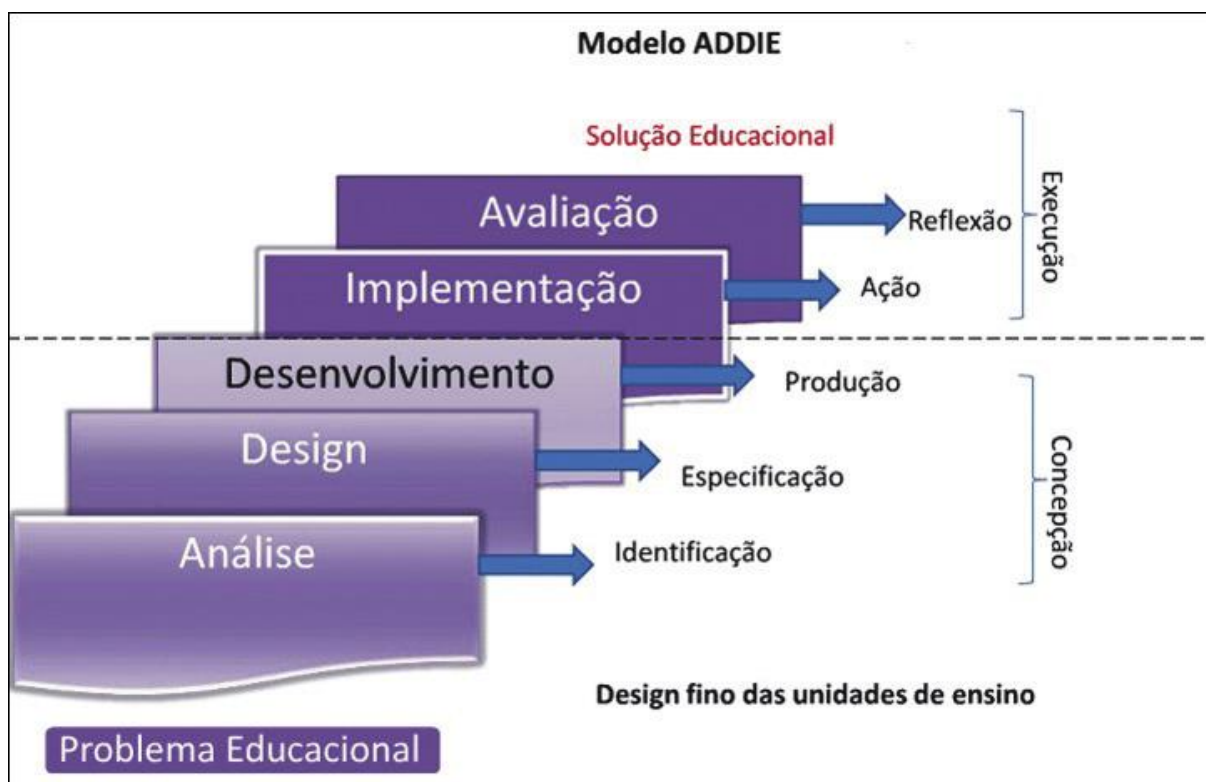 Modelo ADDIE
Solução Educacional
Avaliação
Reflexão
Execução
Implementação
Ação
Desenvolvimento
Produção
Design
Especificação
Concepção
Análise
Identificação
Design fino das unidades de ensino
Problema Educacional